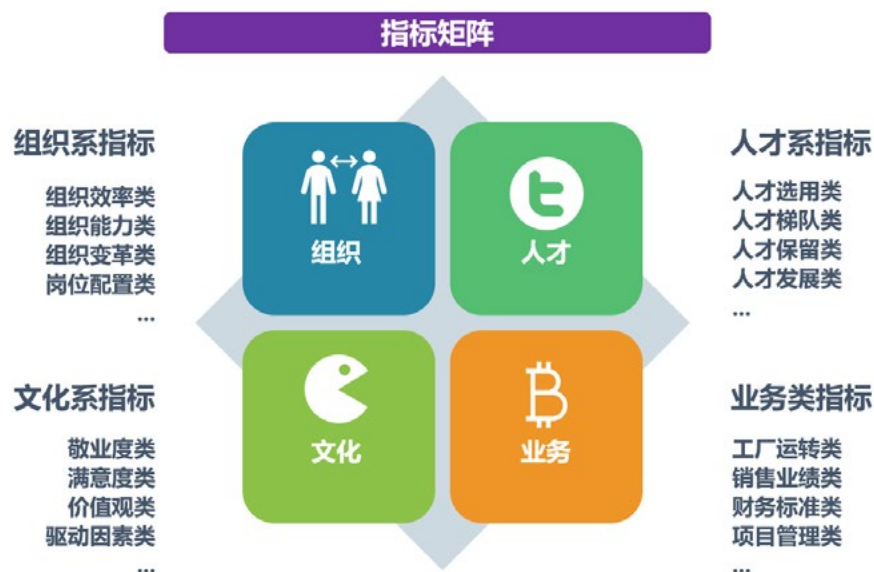 指标矩阵
组织系指标
组织效率类
组织能力类
组织变革类
岗位配置类
...
组织
人才
人才系指标
人才选用类
人才梯队类
人才保留类
人才发展类
...
文化系指标
敬业度类
满意度类
价值观类
驱动因素类
...
文化
业务
业务类指标
工厂运转类
销售业绩类
财务标准类
项目管理类
...